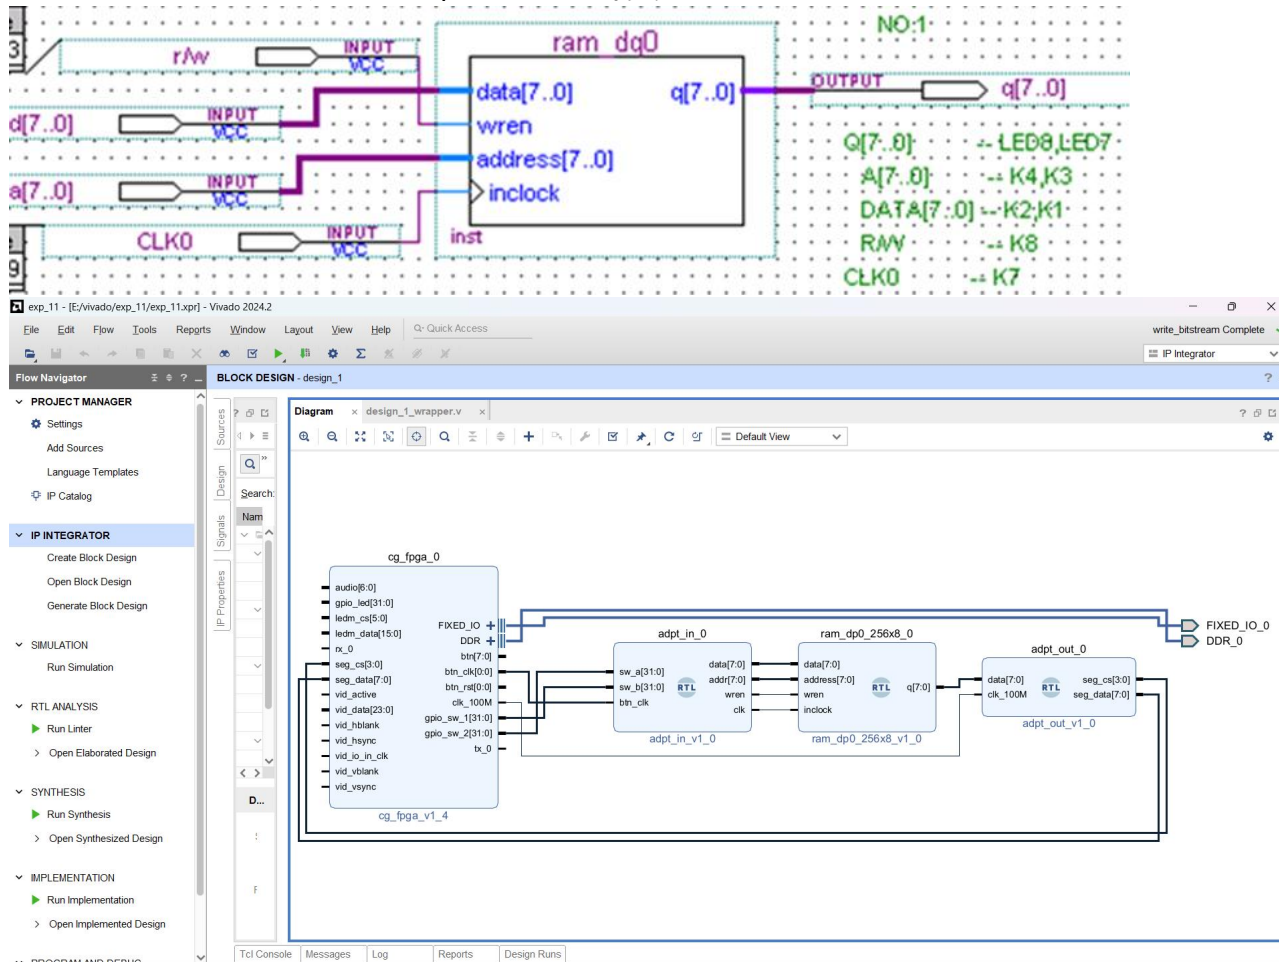 NO:1
3
r/w
INPUT
VCC
ram_dq0
OUTPUT
q[7..0]
data[7..0]
q[7..0]
d[7..0]
INPUT
VCC
wren
Q[7..0] -- LED8,LED7
address[7..0]
A[7..0] -- K4,K3
a[7..0]
INPUT
VCC
inclock
DATA[7..0] -- K2,K1
CLK0
INPUT
VCC
inst
R/W -- K8
9
CLK0 -- K7
exp_11 - [E:/vivado/exp_11/exp_11.xpr] - Vivado 2024.2
File Edit Flow Tools Reports Window Layout View Help Q- Quick Access
write_bitstream Complete
IP Integrator
Flow Navigator
BLOCK DESIGN - design_1
PROJECT MANAGER
Settings
Add Sources
Language Templates
IP Catalog
IP INTEGRATOR
Create Block Design
Open Block Design
Generate Block Design
SIMULATION
Run Simulation
RTL ANALYSIS
Run Linter
Open Elaborated Design
SYNTHESIS
Run Synthesis
Open Synthesized Design
IMPLEMENTATION
Run Implementation
Open Implemented Design
PROGRAM AND DEBUG
Sources
Design
Signals
IP Properties
Search:
Nam
D...
Diagram
design_1_wrapper.v
Default View
cg_fpga_0
audio[6:0]
gpio_led[31:0]
ledm_cs[5:0]
ledm_data[15:0]
rx_0
seg_cs[3:0]
seg_data[7:0]
vid_active
vid_data[23:0]
vid_hblank
vid_hsync
vid_io_in_clk
vid_vblank
vid_vsync
FIXED_IO
DDR
btn[7:0]
btn_clk[0:0]
btn_rst[0:0]
clk_100M
gpio_sw_1[31:0]
gpio_sw_2[31:0]
tx_0
cg_fpga_v1_4
adpt_in_0
sw_a[31:0]
sw_b[31:0]
btn_clk
RTL
data[7:0]
addr[7:0]
wren
clk
adpt_in_v1_0
ram_dp0_256x8_0
data[7:0]
address[7:0]
wren
inclock
RTL
q[7:0]
ram_dp0_256x8_v1_0
adpt_out_0
data[7:0]
clk_100M
RTL
seg_cs[3:0]
seg_data[7:0]
adpt_out_v1_0
FIXED_IO_0
DDR_0
Tcl Console Messages Log Reports Design Runs